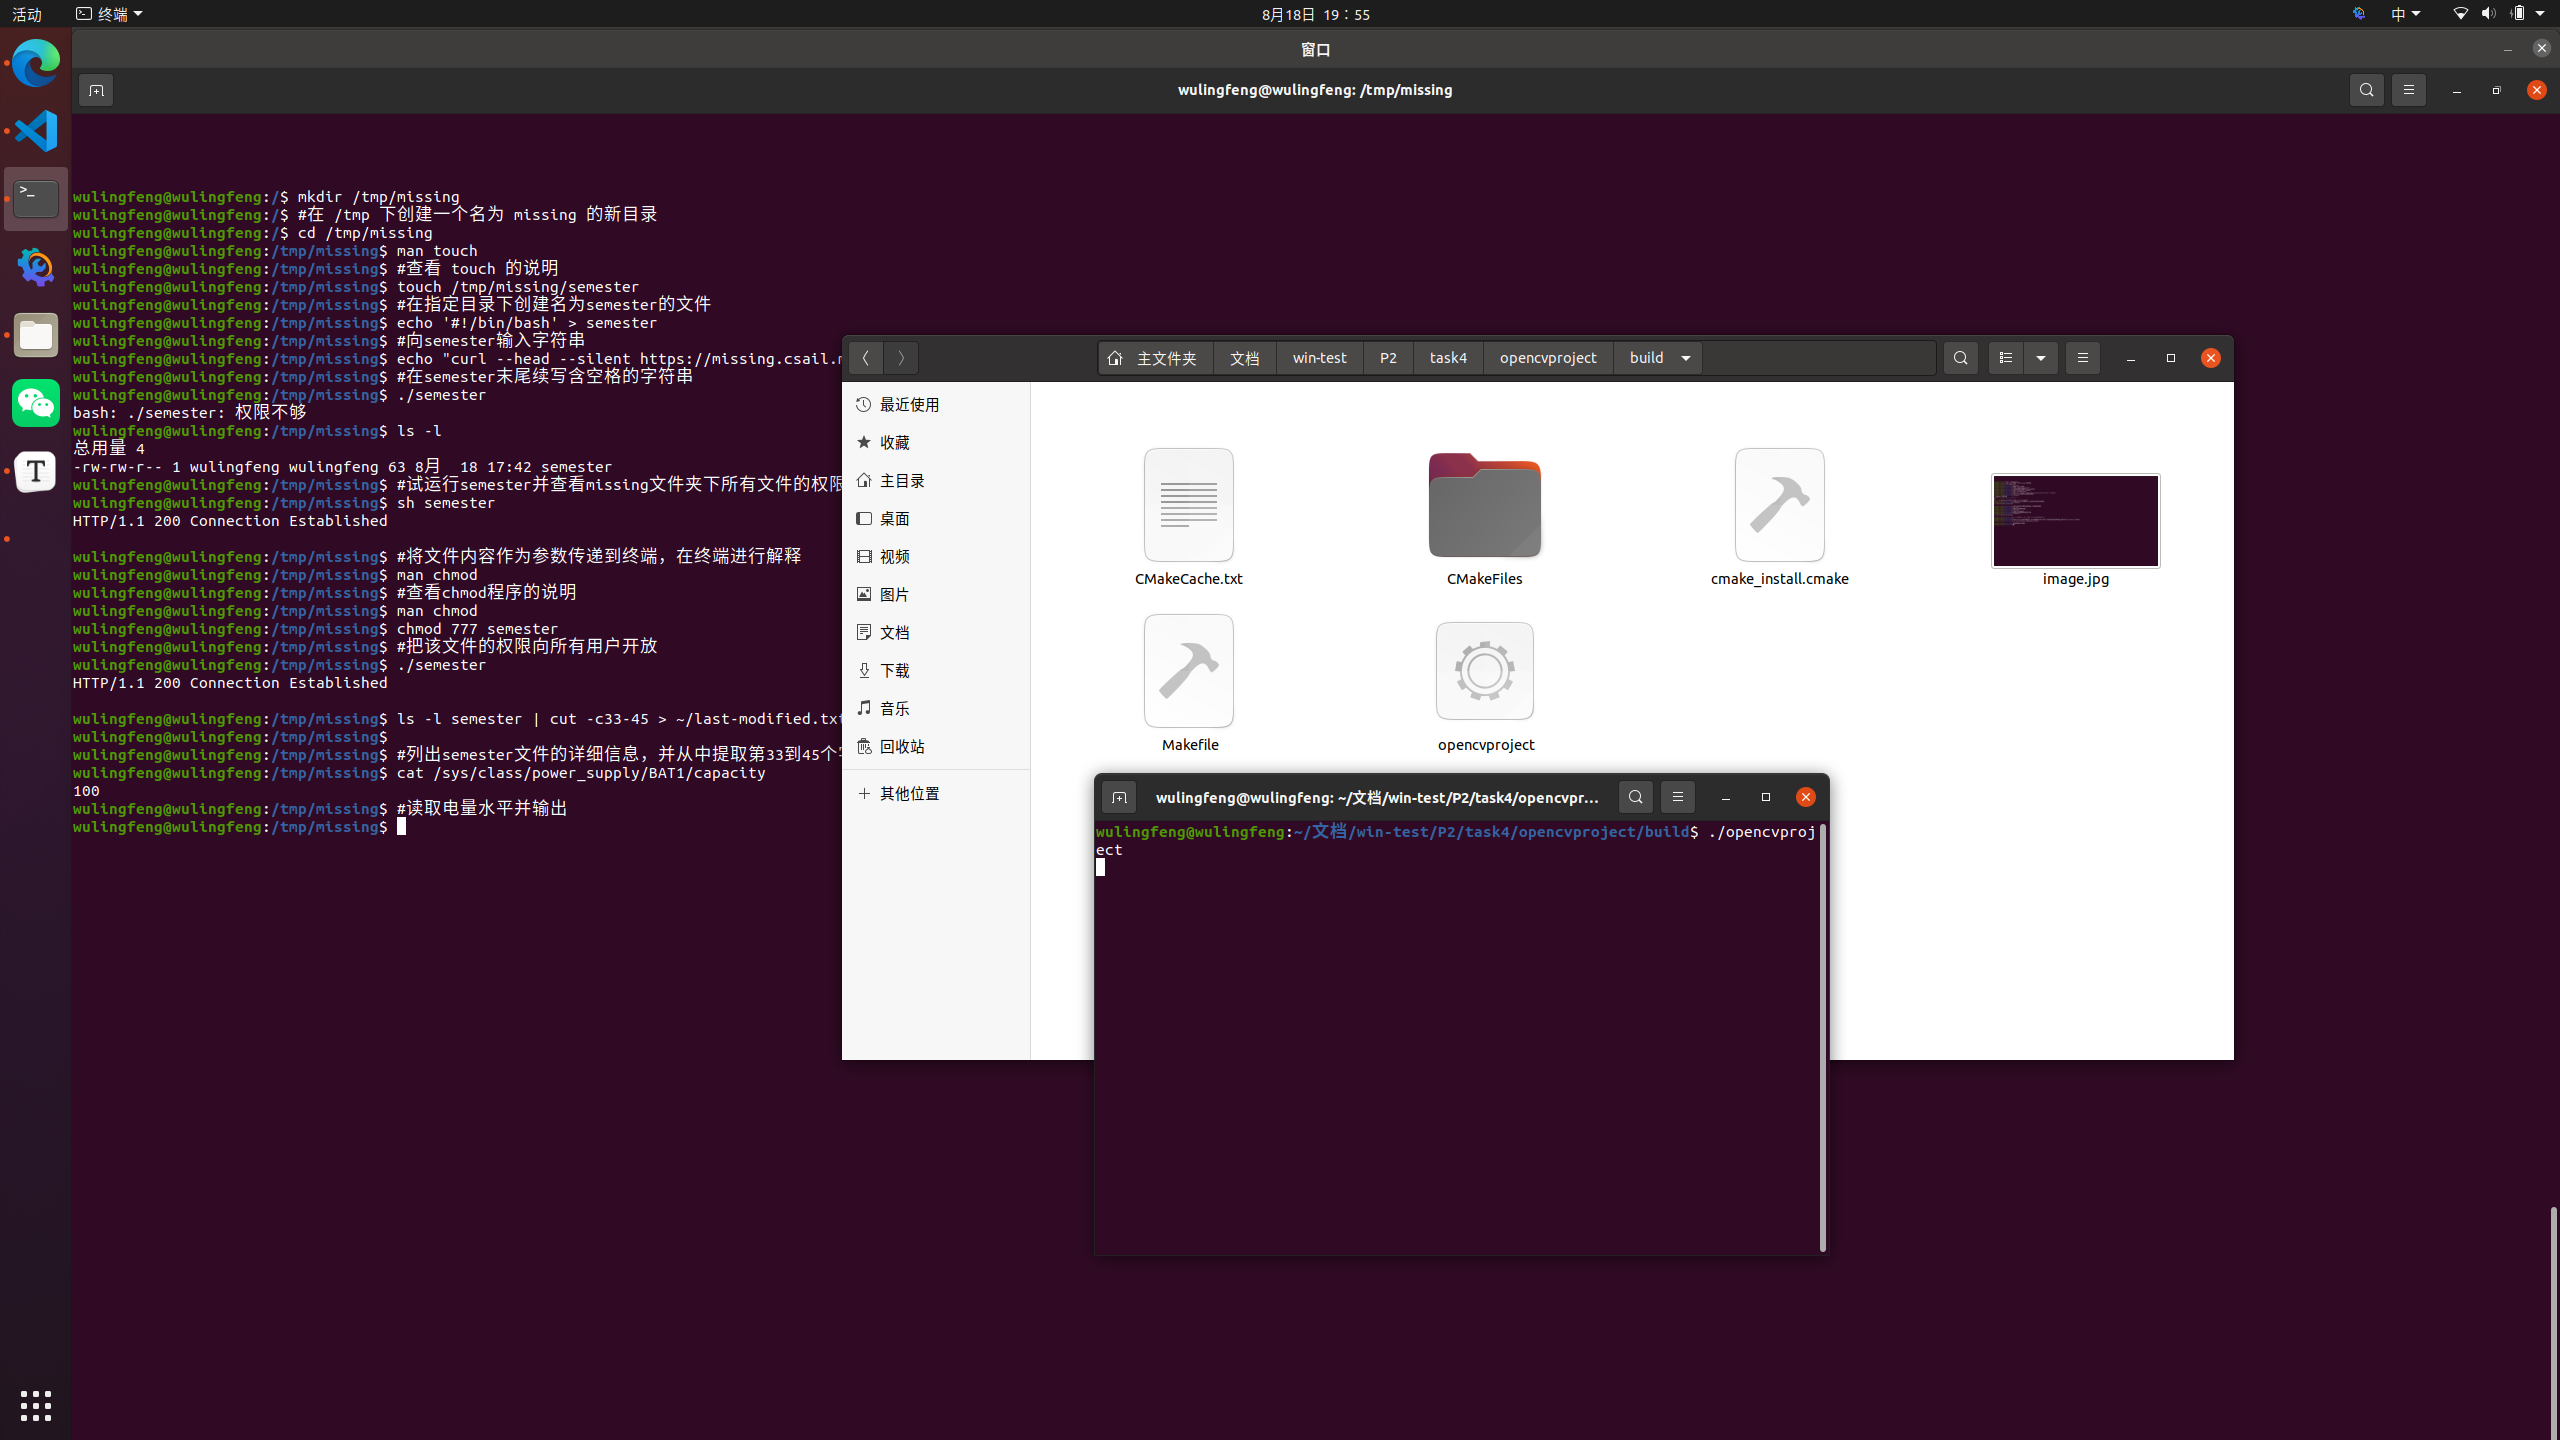 活动
终端
8月18日 19:55
中
窗口
wulingfeng@wulingfeng: /tmp/missing
wulingfeng@wulingfeng:/$ mkdir /tmp/missing
wulingfeng@wulingfeng:/$ #在 /tmp 下创建一个名为 missing 的新目录
wulingfeng@wulingfeng:/$ cd /tmp/missing
wulingfeng@wulingfeng:/tmp/missing$ man touch
wulingfeng@wulingfeng:/tmp/missing$ #查看 touch 的说明
wulingfeng@wulingfeng:/tmp/missing$ touch /tmp/missing/semester
wulingfeng@wulingfeng:/tmp/missing$ #在指定目录下创建名为semester的文件
wulingfeng@wulingfeng:/tmp/missing$ echo '#!/bin/bash' > semester
wulingfeng@wulingfeng:/tmp/missing$ #向semester输入字符串
wulingfeng@wulingfeng:/tmp/missing$ echo "curl --head --silent https://missing.csail.
wulingfeng@wulingfeng:/tmp/missing$ #在semester末尾续写含空格的字符串
wulingfeng@wulingfeng:/tmp/missing$ ./semester
bash: ./semester: 权限不够
wulingfeng@wulingfeng:/tmp/missing$ ls -l
总用量 4
-rw-rw-r-- 1 wulingfeng wulingfeng 63 8月  18 17:42 semester
wulingfeng@wulingfeng:/tmp/missing$ #试运行semester并查看missing文件夹下所有文件的权限
wulingfeng@wulingfeng:/tmp/missing$ sh semester
HTTP/1.1 200 Connection Established
wulingfeng@wulingfeng:/tmp/missing$ #将文件内容作为参数传递到终端，在终端进行解释
wulingfeng@wulingfeng:/tmp/missing$ man chmod
wulingfeng@wulingfeng:/tmp/missing$ #查看chmod程序的说明
wulingfeng@wulingfeng:/tmp/missing$ man chmod
wulingfeng@wulingfeng:/tmp/missing$ chmod 777 semester
wulingfeng@wulingfeng:/tmp/missing$ #把该文件的权限向所有用户开放
wulingfeng@wulingfeng:/tmp/missing$ ./semester
HTTP/1.1 200 Connection Established
wulingfeng@wulingfeng:/tmp/missing$ ls -l semester | cut -c33-45 > ~/last-modified.txt
wulingfeng@wulingfeng:/tmp/missing$
wulingfeng@wulingfeng:/tmp/missing$ #列出semester文件的详细信息，并从中提取第33到45个
wulingfeng@wulingfeng:/tmp/missing$ cat /sys/class/power_supply/BAT1/capacity
100
wulingfeng@wulingfeng:/tmp/missing$ #读取电量水平并输出
wulingfeng@wulingfeng:/tmp/missing$
主文件夹 文档 win-test P2 task4 opencvproject build
最近使用
收藏
主目录
桌面
视频
图片
文档
下载
音乐
回收站
其他位置
CMakeCache.txt CMakeFiles cmake_install.cmake image.jpg
Makefile opencvproject
wulingfeng@wulingfeng: ~/文档/win-test/P2/task4/opencvpr…
wulingfeng@wulingfeng:~/文档/win-test/P2/task4/opencvproject/build$ ./opencvproj
ect